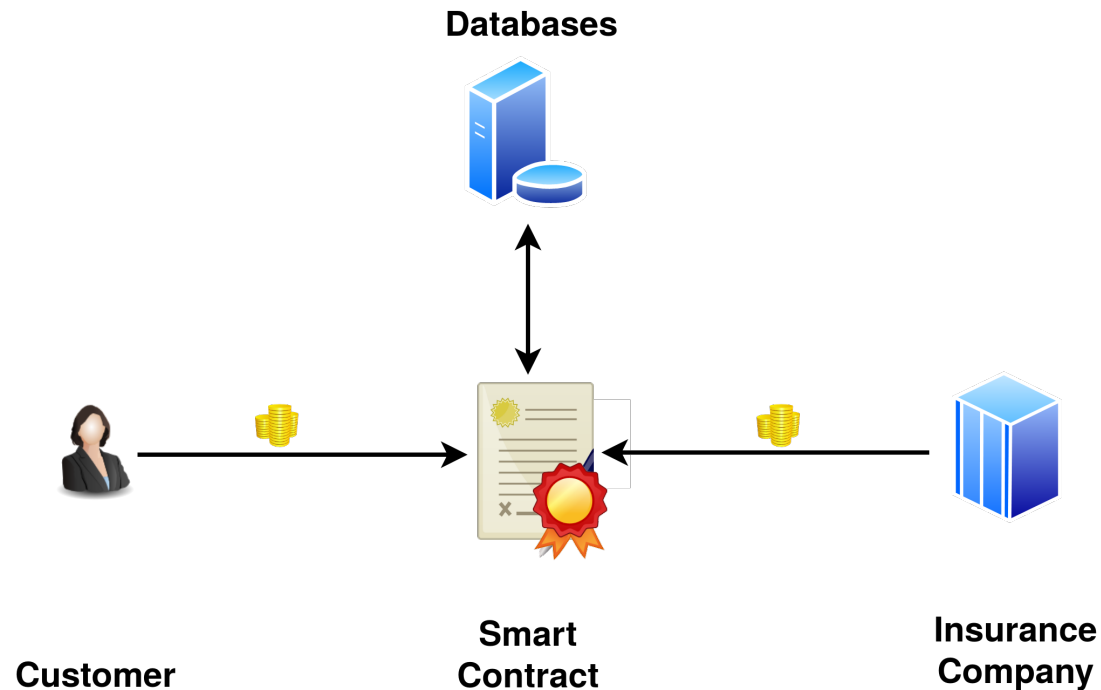 Databases
Customer
Smart
Contract
Insurance
Company